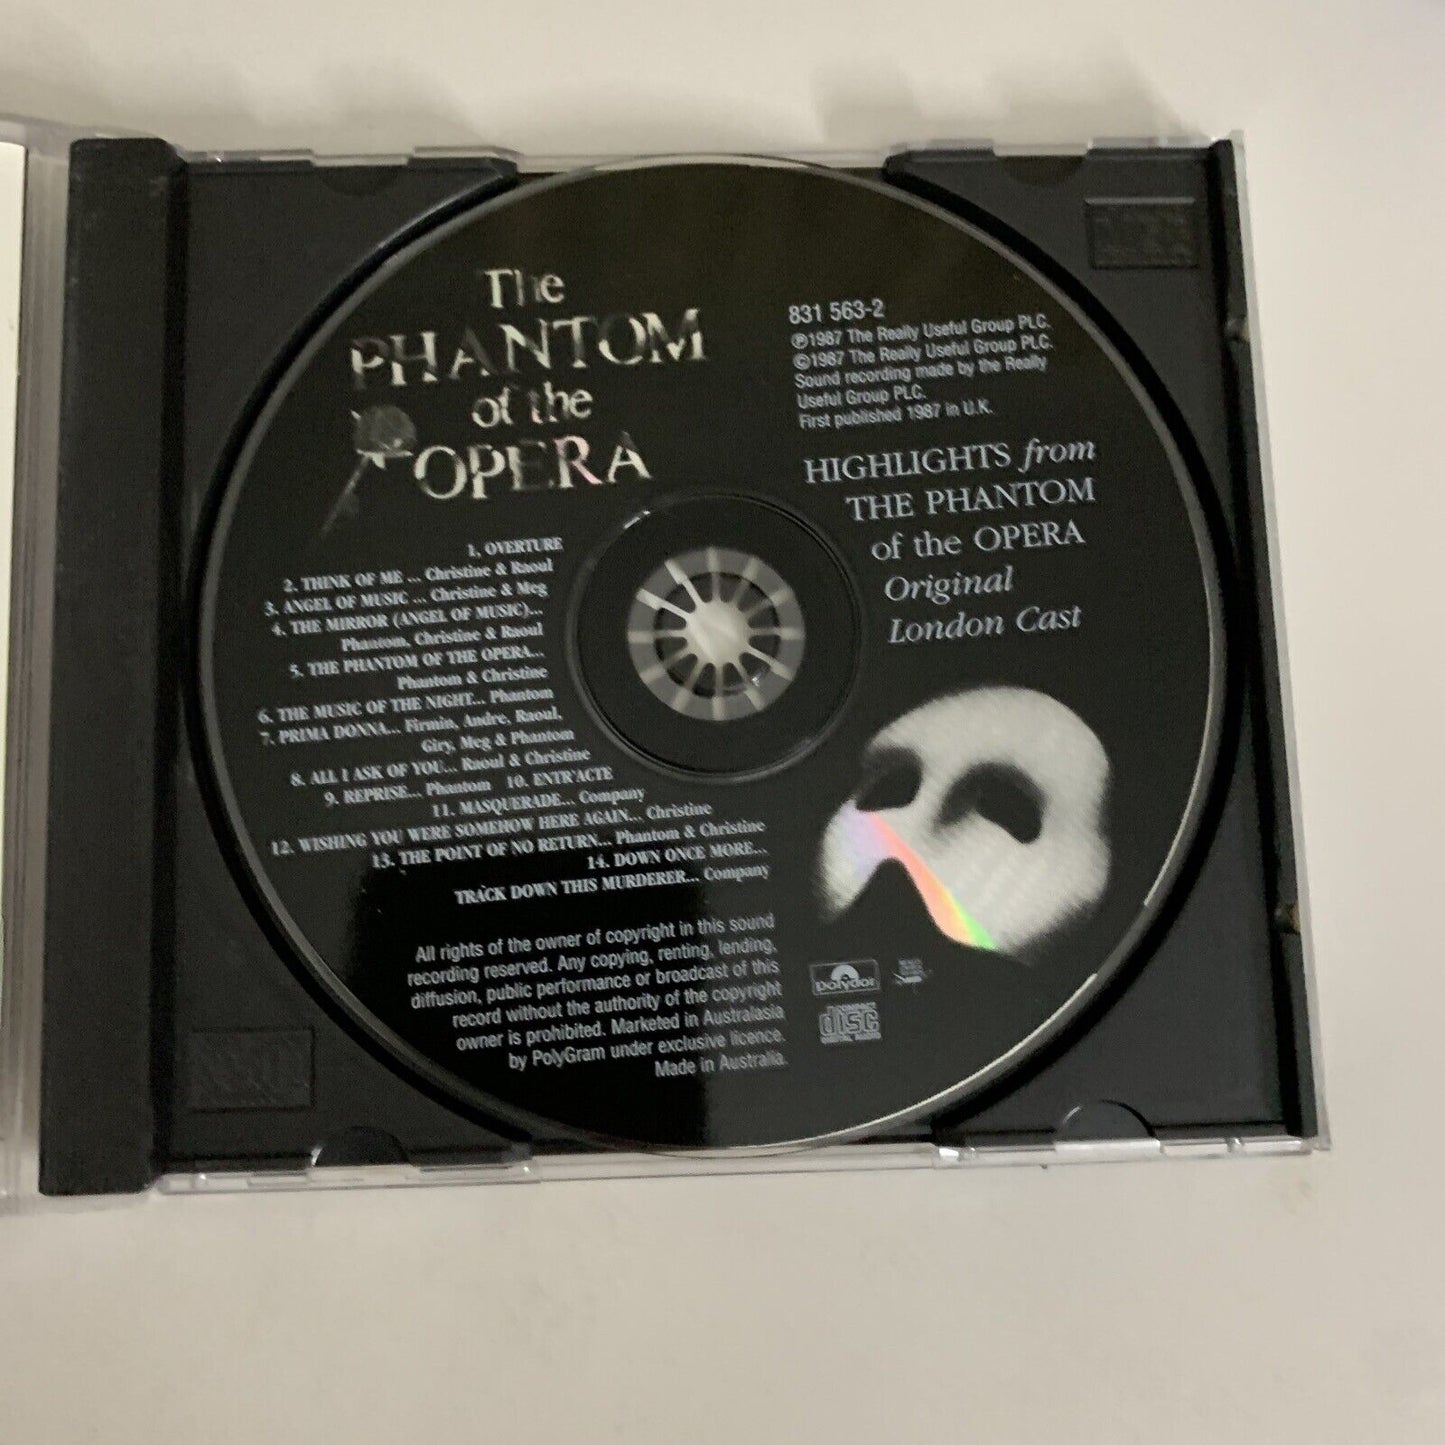 The
PHANTOM
of the
OPERA
831 563-2
℗1987 The Really Useful Group PLC.
©1987 The Really Useful Group PLC.
Sound recording made by the Really
Useful Group PLC.
First published 1987 in U.K.
HIGHLIGHTS from
THE PHANTOM
of the OPERA
Original
London Cast
1. OVERTURE
2. THINK OF ME ... Christine & Raoul
3. ANGEL OF MUSIC ... Christine & Meg
4. THE MIRROR (ANGEL OF MUSIC)...
Phantom, Christine & Raoul
5. THE PHANTOM OF THE OPERA...
Phantom & Christine
6. THE MUSIC OF THE NIGHT... Phantom
7. PRIMA DONNA... Firmin, Andre, Raoul,
Giry, Meg & Phantom
8. ALL I ASK OF YOU... Raoul & Christine
9. REPRISE... Phantom 10. ENTR'ACTE
11. MASQUERADE... Company
12. WISHING YOU WERE SOMEHOW HERE AGAIN... Christine
13. THE POINT OF NO RETURN... Phantom & Christine
14. DOWN ONCE MORE...
TRACK DOWN THIS MURDERER... Company
All rights of the owner of copyright in this sound
recording reserved. Any copying, renting, lending,
diffusion, public performance or broadcast of this
record without the authority of the copyright
owner is prohibited. Marketed in Australasia
by PolyGram under exclusive licence.
Made in Australia.
polydor
COMPACT
disc
DIGITAL AUDIO